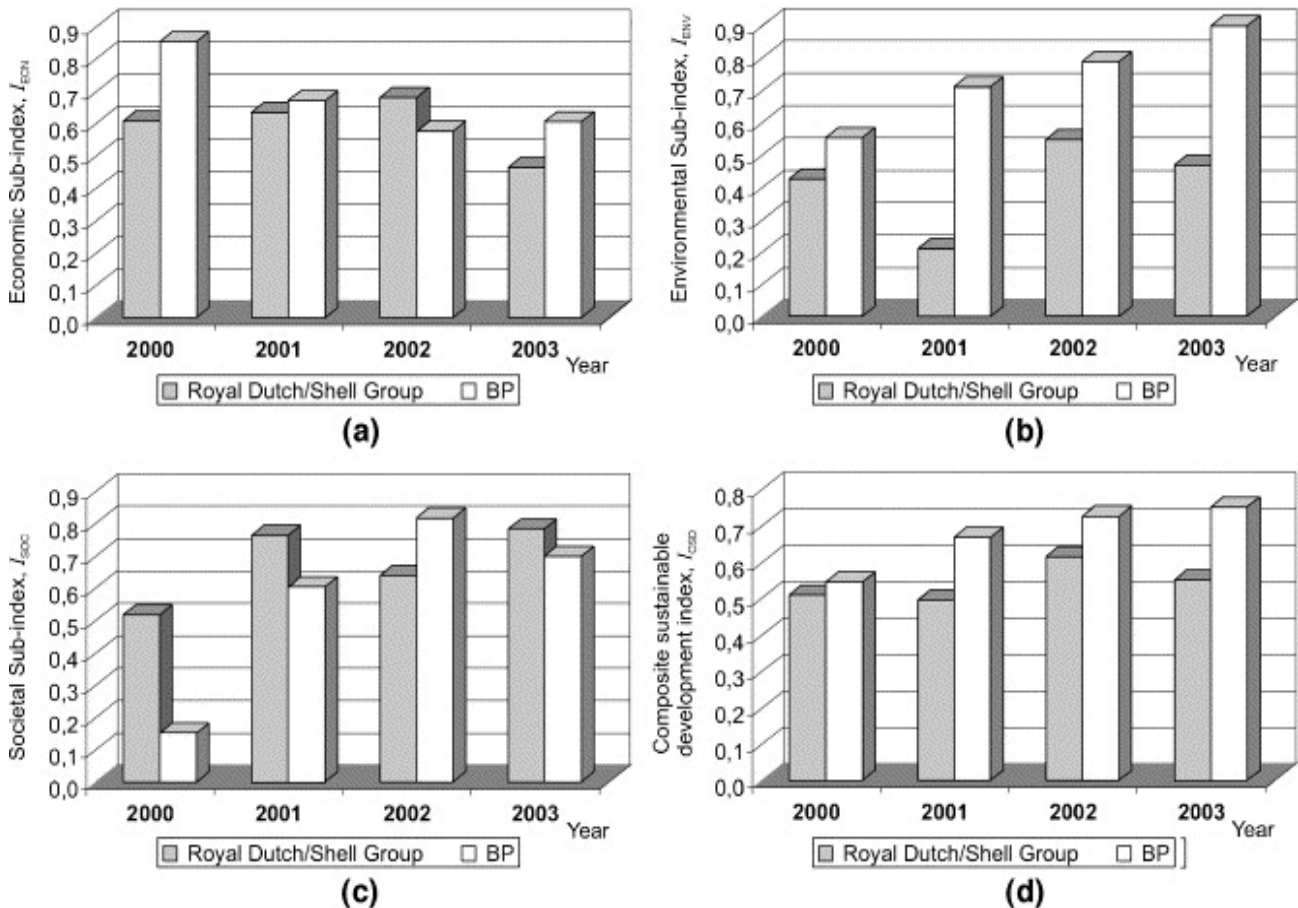 Economic Sub-index, I_ECN
0,9
0,8
0,7
0,6
0,5
0,4
0,3
0,2
0,1
0,0
2000 2001 2002 2003
Year
Royal Dutch/Shell Group BP
(a)
Environmental Sub-index, I_ENV
0,9
0,8
0,7
0,6
0,5
0,4
0,3
0,2
0,1
0,0
2000 2001 2002 2003
Year
Royal Dutch/Shell Group BP
(b)
Societal Sub-index, I_SOC
0,9
0,8
0,7
0,6
0,5
0,4
0,3
0,2
0,1
0,0
2000 2001 2002 2003
Year
Royal Dutch/Shell Group BP
(c)
Composite sustainable
development index, I_CSD
0,8
0,7
0,6
0,5
0,4
0,3
0,2
0,1
0,0
2000 2001 2002 2003
Year
Royal Dutch/Shell Group BP ]
(d)